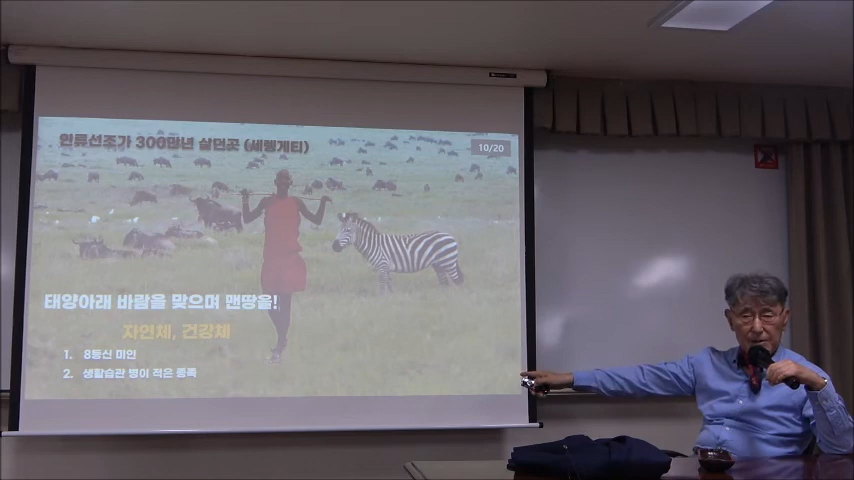 인류선조가 300만년 살던곳 (세렝게티)
10/20
태양아래 바람을 맞으며 맨땅을!
자연체, 건강체
1. 8등신 미인
2. 생활습관 병이 적은 종족